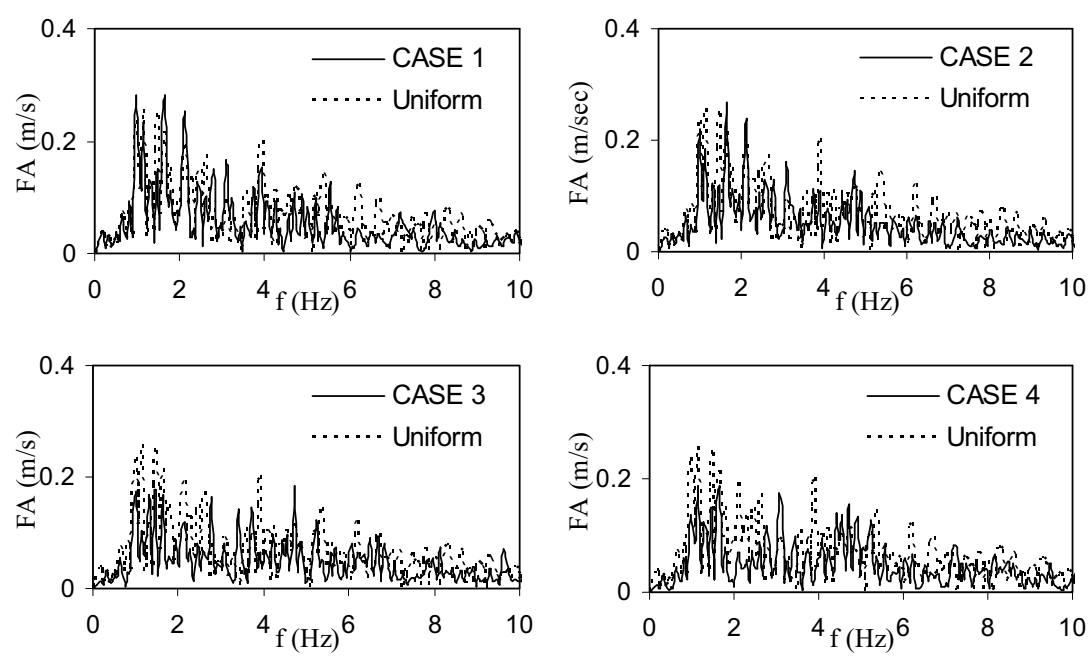 0.4
CASE 1
Uniform
FA (m/s)
0.2
0
0 2 4 6 8 10
f (Hz)
0.4
CASE 2
Uniform
FA (m/sec)
0.2
0
0 2 4 6 8 10
f (Hz)
0.4
CASE 3
Uniform
FA (m/s)
0.2
0
0 2 4 6 8 10
f (Hz)
0.4
CASE 4
Uniform
FA (m/s)
0.2
0
0 2 4 6 8 10
f (Hz)